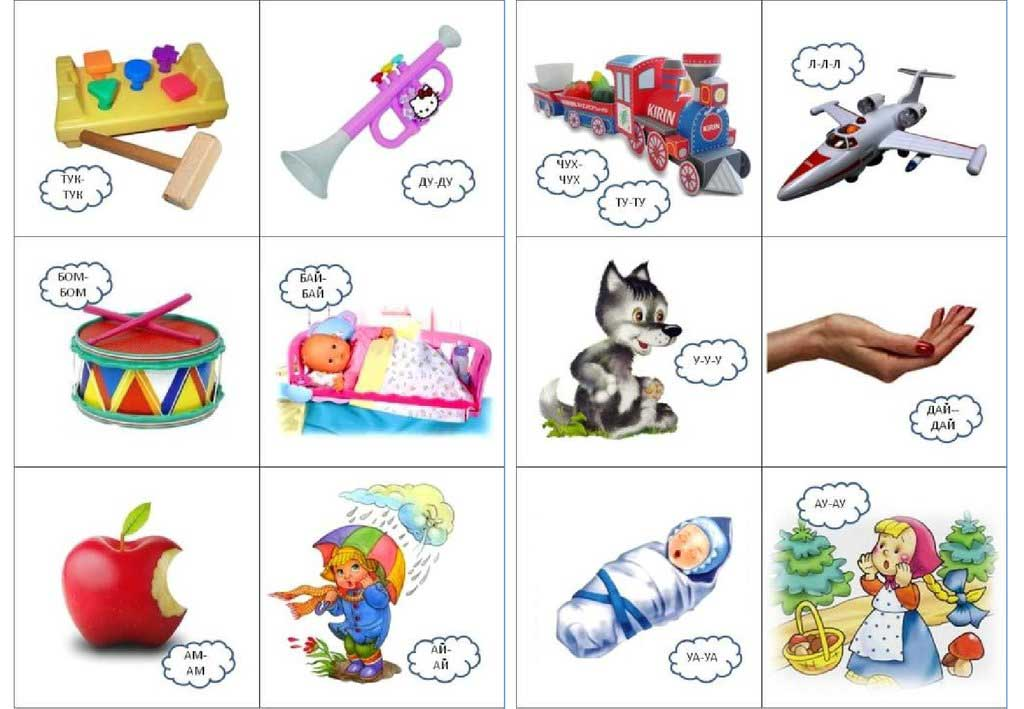 ТУК-
ТУК
ДУ-ДУ
KIRIN
KIRIN
ЧУХ-
ЧУХ
ТУ-ТУ
Л-Л-Л
БОМ-
БОМ
БАЙ-
БАЙ
У-У-У
ДАЙ--
ДАЙ
АМ-
АМ
АЙ-
АЙ
УА-УА
АУ-АУ